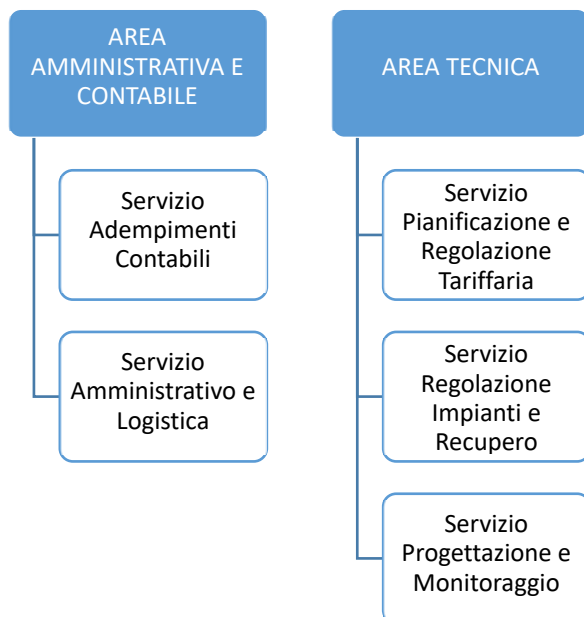 AREA
AMMINISTRATIVA E
CONTABILE
Servizio
Adempimenti
Contabili
Servizio
Amministrativo e
Logistica
AREA TECNICA
Servizio
Pianificazione e
Regolazione
Tariffaria
Servizio
Regolazione
Impianti e
Recupero
Servizio
Progettazione e
Monitoraggio